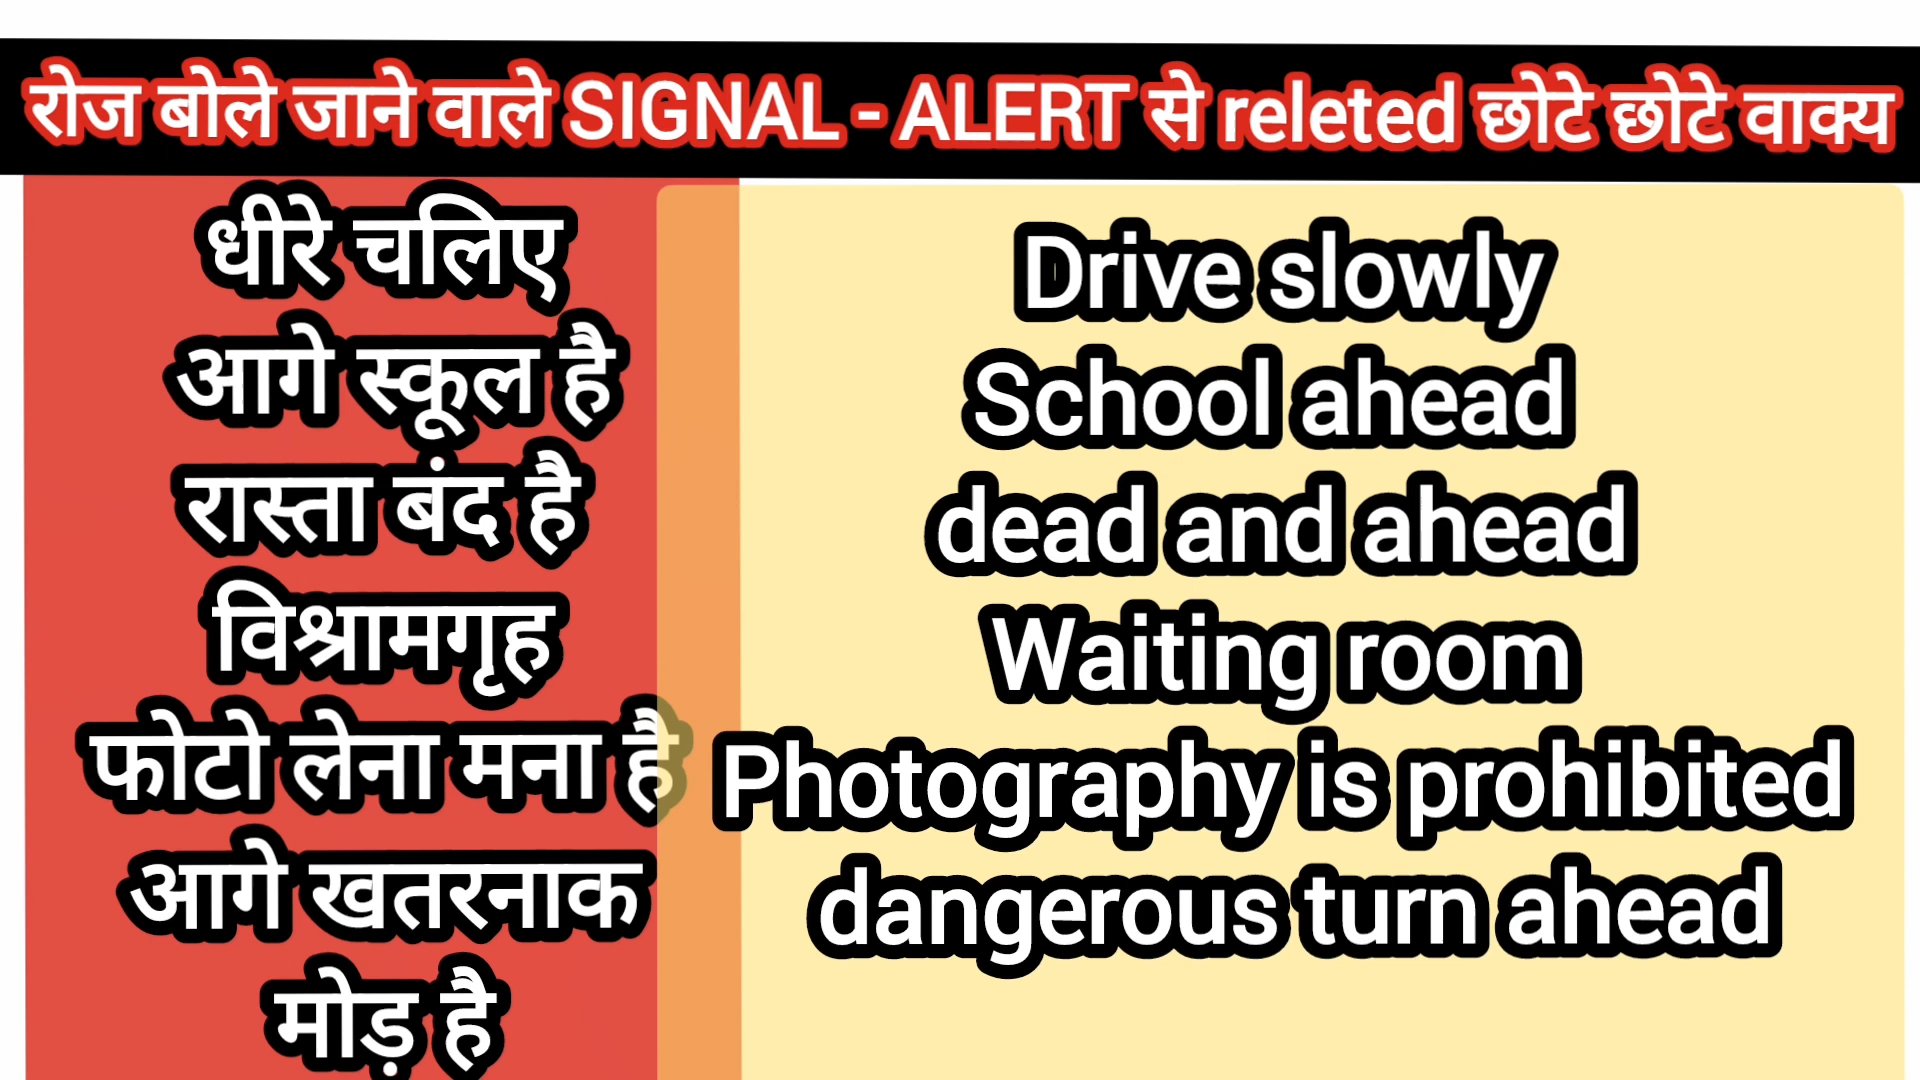 रोज बोले जाने वाले SIGNAL - ALERT से releted छोटे छोटे वाक्य
धीरे चलिए
आगे स्कूल है
रास्ता बंद है
विश्रामगृह
फोटो लेना मना है
आगे खतरनाक
मोड़ है
Drive slowly
School ahead
dead and ahead
Waiting room
Photography is prohibited
dangerous turn ahead